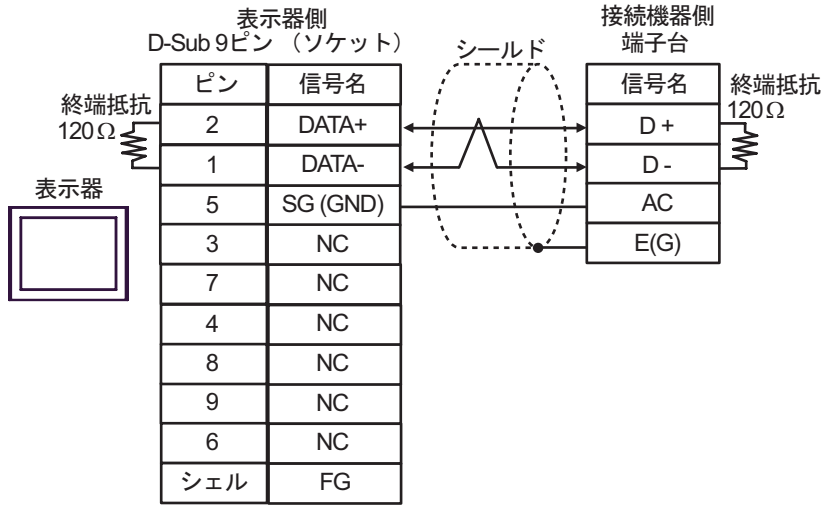 表示器側
D-Sub 9ピン （ソケット）
シールド
接続機器側
端子台
ピン 信号名
信号名
終端抵抗
120Ω
終端抵抗
120Ω
2 DATA+
D +
1 DATA-
D -
表示器
5 SG (GND)
AC
3 NC
E(G)
7 NC
4 NC
8 NC
9 NC
6 NC
シェル FG